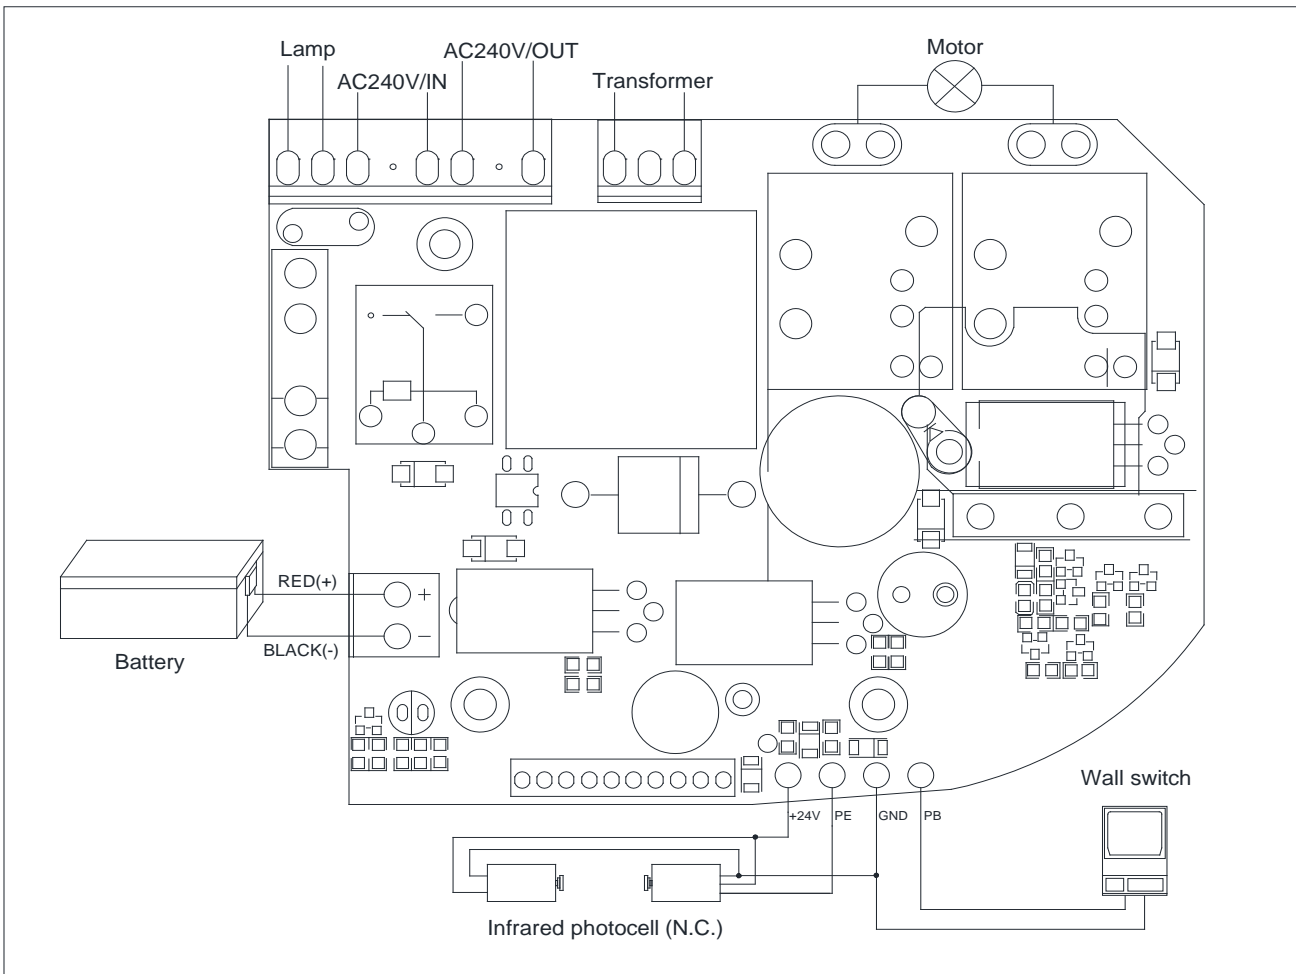 Lamp
AC240V/OUT
Motor
AC240V/IN
Transformer
RED(+)
+
BLACK(-)
−
Battery
Wall switch
+24V
PE
GND
PB
Infrared photocell (N.C.)